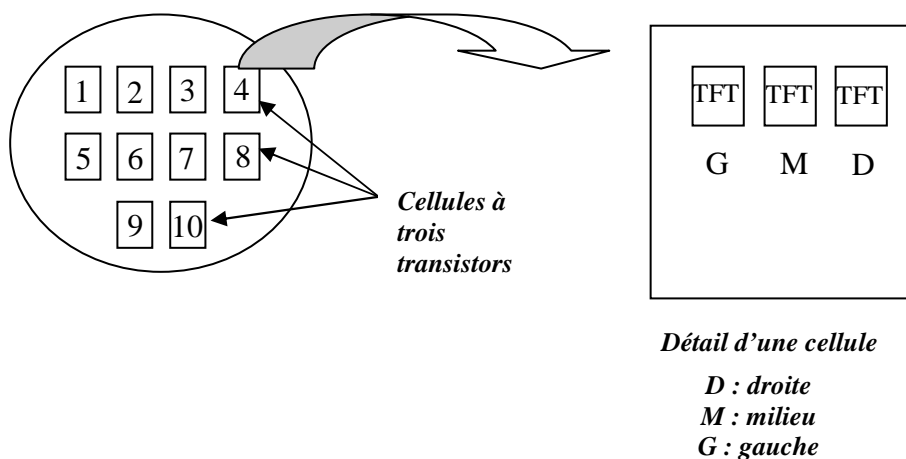 1 2 3 4
5 6 7 8
9 10
Cellules à
trois
transistors
TFT TFT TFT
G M D
Détail d'une cellule
D : droite
M : milieu
G : gauche